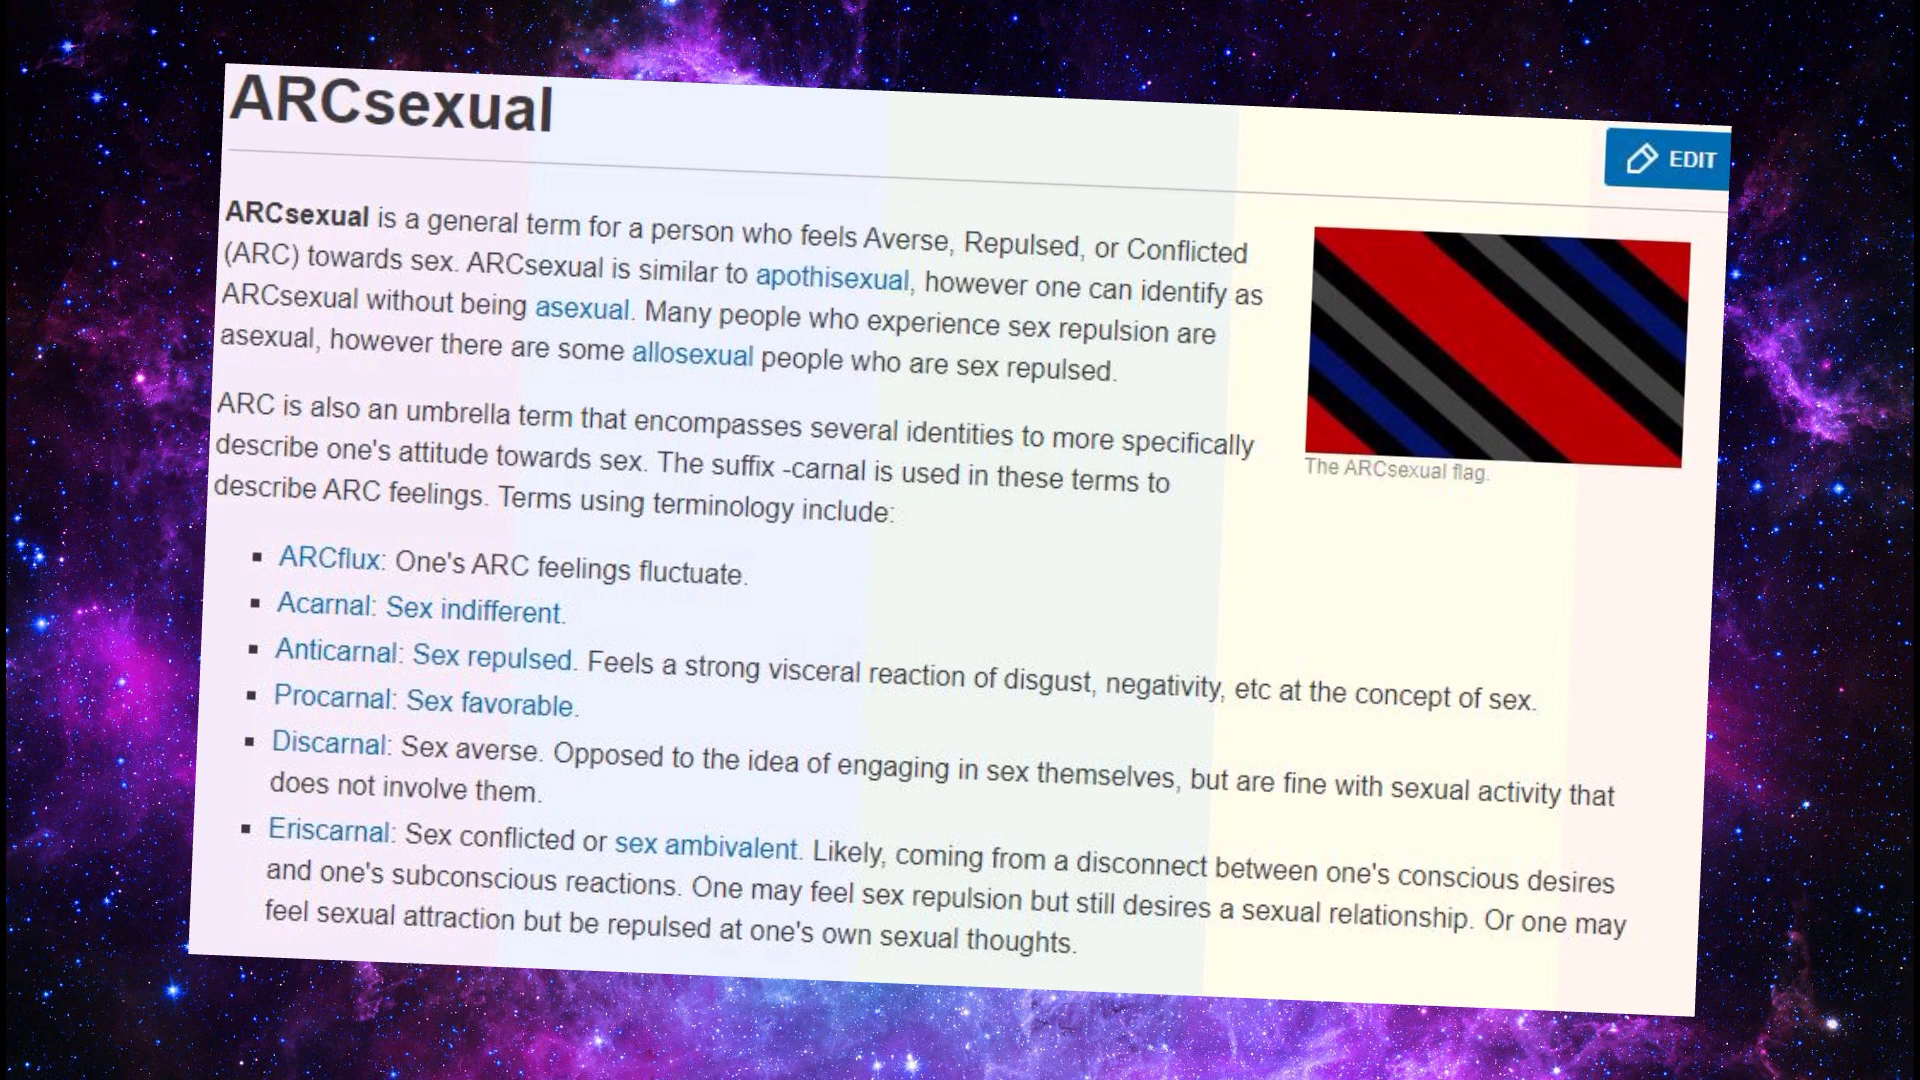 ARCsexual
EDIT
ARCsexual is a general term for a person who feels Averse, Repulsed, or Conflicted
(ARC) towards sex. ARCsexual is similar to apothisexual, however one can identify as
ARCsexual without being asexual. Many people who experience sex repulsion are
asexual, however there are some allosexual people who are sex repulsed.
The ARCsexual flag.
ARC is also an umbrella term that encompasses several identities to more specifically
describe one's attitude towards sex. The suffix -carnal is used in these terms to
describe ARC feelings. Terms using terminology include:
▪ ARCflux: One's ARC feelings fluctuate.
▪ Acarnal: Sex indifferent.
▪ Anticarnal: Sex repulsed. Feels a strong visceral reaction of disgust, negativity, etc at the concept of sex.
▪ Procarnal: Sex favorable.
▪ Discarnal: Sex averse. Opposed to the idea of engaging in sex themselves, but are fine with sexual activity that
does not involve them.
▪ Eriscarnal: Sex conflicted or sex ambivalent. Likely, coming from a disconnect between one's conscious desires
and one's subconscious reactions. One may feel sex repulsion but still desires a sexual relationship. Or one may
feel sexual attraction but be repulsed at one's own sexual thoughts.